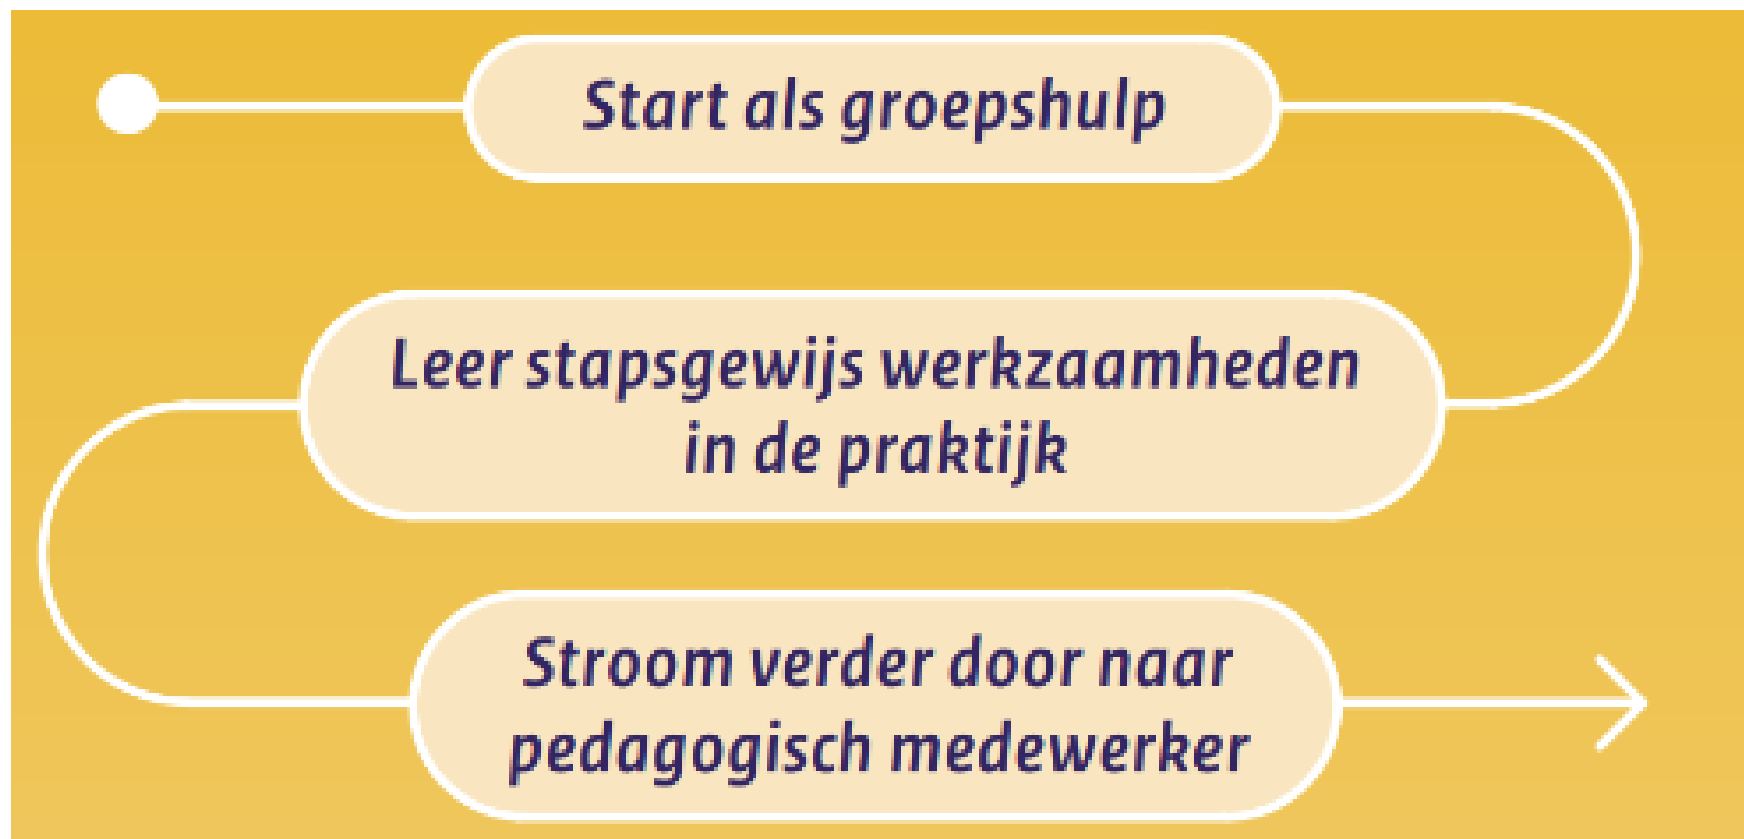 Start als groepshulp
Leer stapsgewijs werkzaamheden
in de praktijk
Stroom verder door naar
pedagogisch medewerker